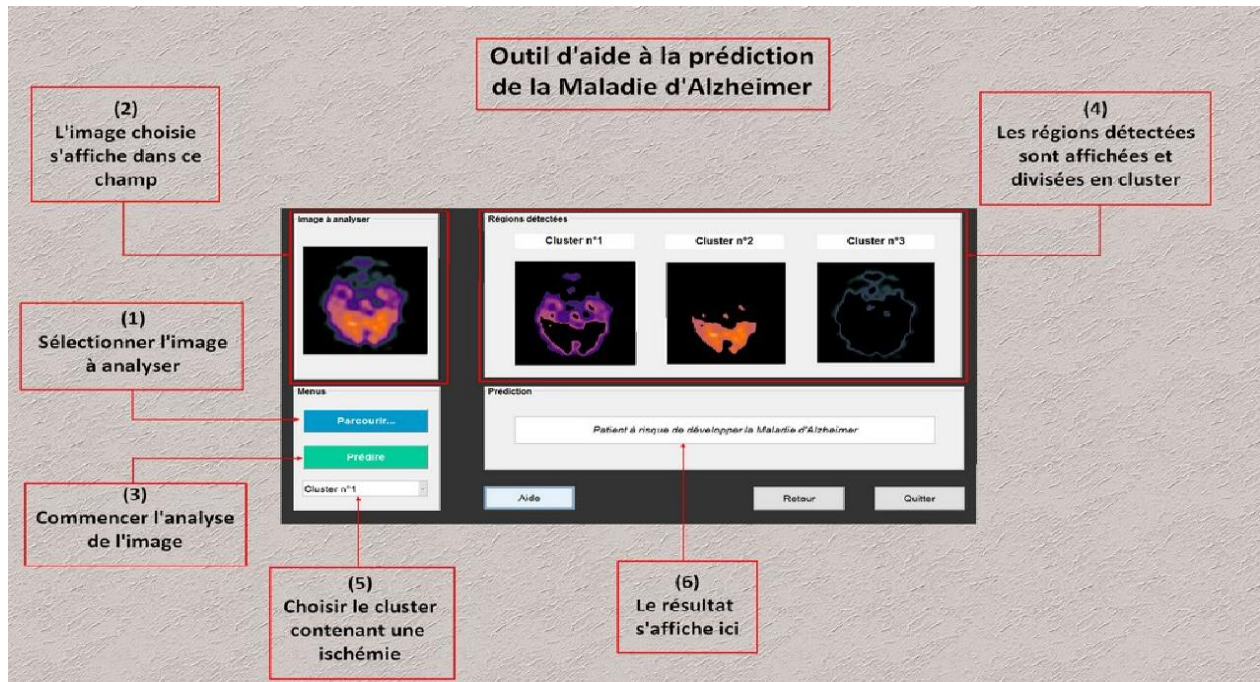 Outil d'aide à la prédiction
de la Maladie d'Alzheimer
(2)
L'image choisie
s'affiche dans ce
champ
(4)
Les régions détectées
sont affichées et
divisées en cluster
(1)
Sélectionner l'image
à analyser
(3)
Commencer l'analyse
de l'image
Image à analyser
Régions détectées
Cluster n°1
Cluster n°2
Cluster n°3
Menus
Parcourir...
Prédire
Cluster n°1
Prédiction
Patient à risque de développer la Maladie d'Alzheimer
Aide
Retour
Quitter
(5)
Choisir le cluster
contenant une
ischémie
(6)
Le résultat
s'affiche ici